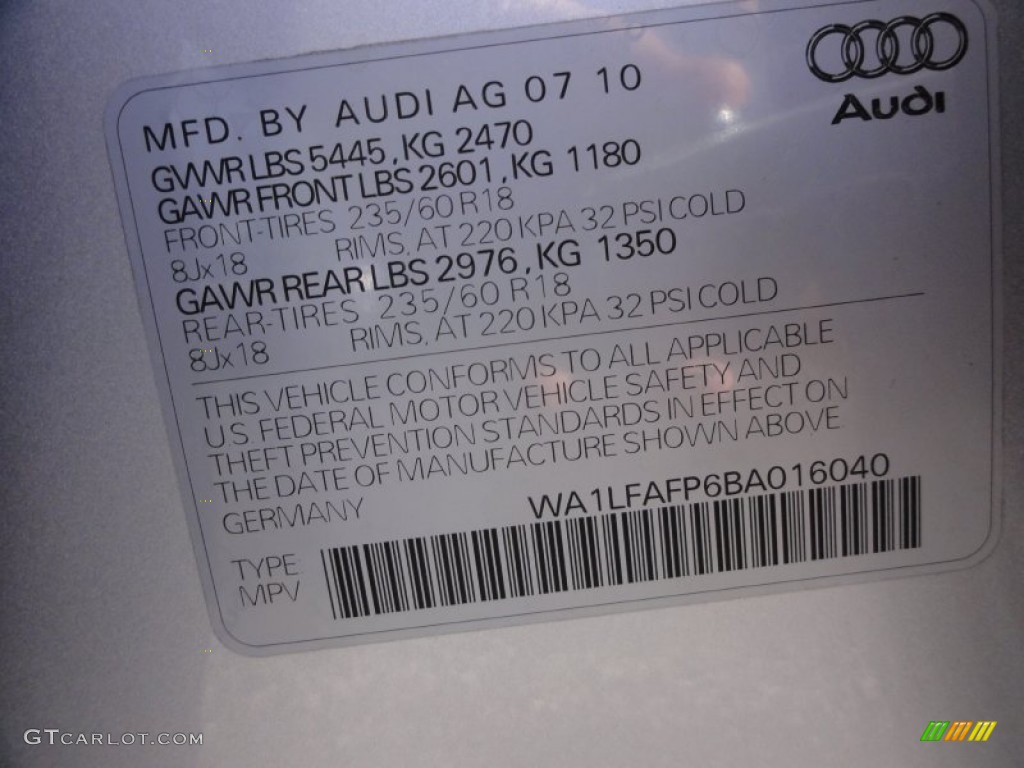 Audi
MFD. BY AUDI AG 07 10
GVWR LBS 5445, KG 2470
GAWR FRONT LBS 2601, KG 1180
FRONT-TIRES 235/60 R18
8Jx18 RIMS, AT 220 KPA 32 PSI COLD
GAWR REAR LBS 2976, KG 1350
REAR-TIRES 235/60 R18
8Jx18 RIMS, AT 220 KPA 32 PSI COLD
THIS VEHICLE CONFORMS TO ALL APPLICABLE
U.S. FEDERAL MOTOR VEHICLE SAFETY AND
THEFT PREVENTION STANDARDS IN EFFECT ON
THE DATE OF MANUFACTURE SHOWN ABOVE
GERMANY WA1LFAFP6BA016040
TYPE
MPV
GTCARLOT.COM